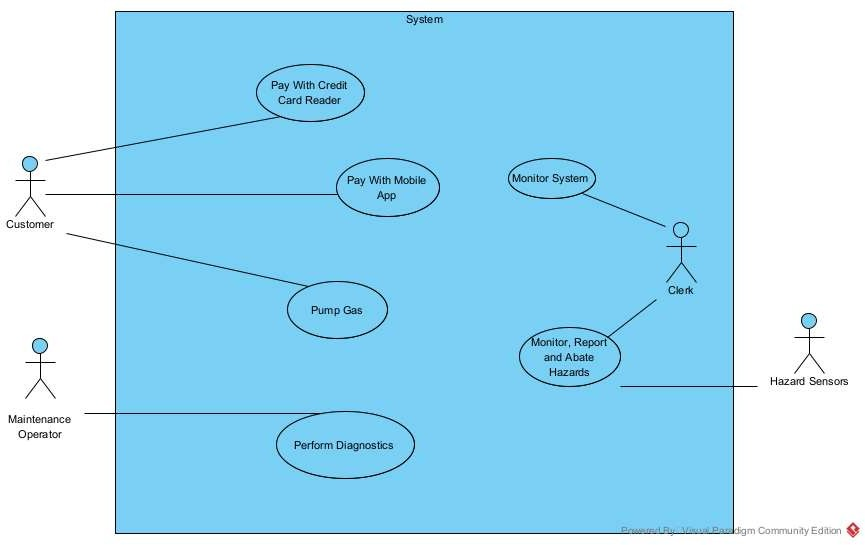 System
Pay With Credit
Card Reader
Pay With Mobile
App
Monitor System
Customer
Clerk
Pump Gas
Monitor, Report
and Abate
Hazards
Hazard Sensors
Maintenance
Operator
Perform Diagnostics
Powered By Visual Paradigm Community Edition